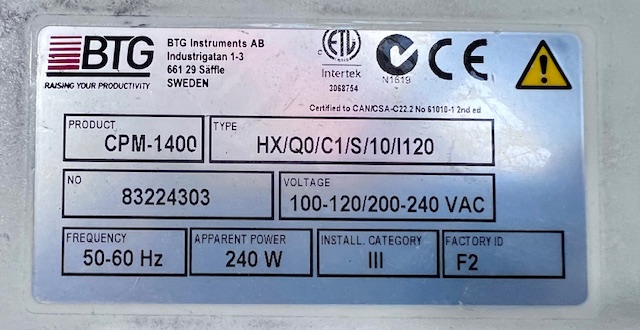 BTG
RAISING YOUR PRODUCTIVITY
BTG Instruments AB
Industrigatan 1-3
661 29 Säffle
SWEDEN
ETL
Intertek
3068754
N1619
CE
Certified to CAN/CSA-C22.2 No 61010-1 2nd ed
PRODUCT
CPM-1400
TYPE
HX/Q0/C1/S/10/I120
NO
83224303
VOLTAGE
100-120/200-240 VAC
FREQUENCY
50-60 Hz
APPARENT POWER
240 W
INSTALL. CATEGORY
III
FACTORY ID
F2